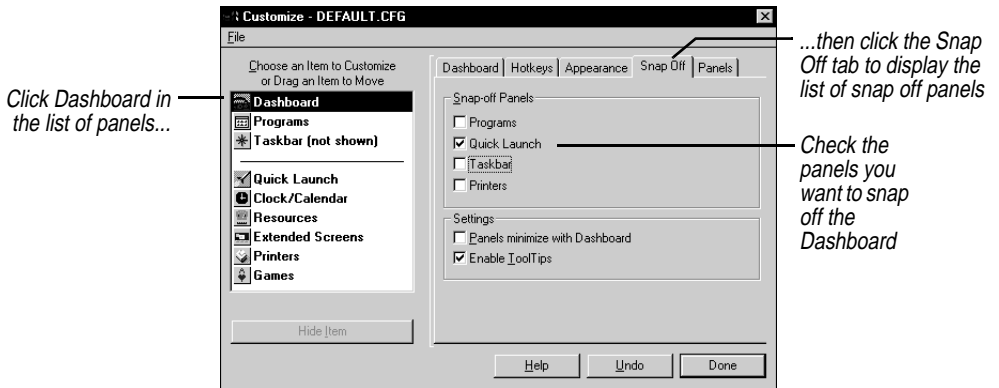 Customize - DEFAULT.CFG
File
Click Dashboard in
the list of panels...
Choose an Item to Customize
or Drag an Item to Move
Dashboard
Programs
Taskbar (not shown)
Quick Launch
Clock/Calendar
Resources
Extended Screens
Printers
Games
Hide Item
Dashboard
Hotkeys
Appearance
Snap Off
Panels
Snap-off Panels
Programs
Quick Launch
Taskbar
Printers
Settings
Panels minimize with Dashboard
Enable ToolTips
Help
Undo
Done
...then click the Snap
Off tab to display the
list of snap off panels
Check the
panels you
want to snap
off the
Dashboard